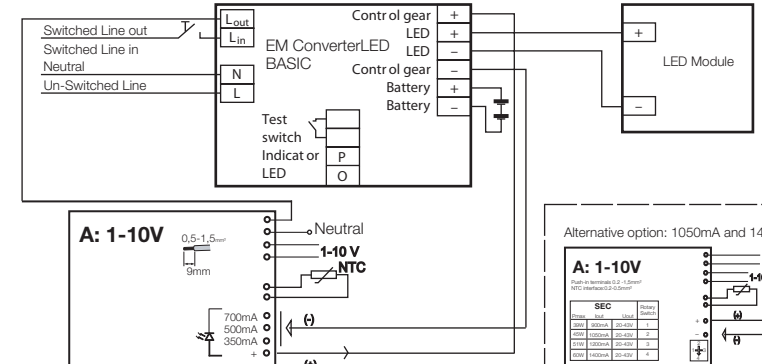 Switched Line out
Switched Line in
Neutral
Un-Switched Line
Lout
Lin
N
L
EM ConverterLED
BASIC
Test
switch
Indicator
LED
P
O
Control gear +
LED +
LED –
Control gear –
Battery +
Battery –
+
LED Module
–
A: 1-10V
0,5-1,5mm²
9mm
Neutral
1-10 V
NTC
700mA
500mA
350mA
+
(-)
(+)
Alternative option: 1050mA and 14
A: 1-10V
Push-in terminals 0.2 -1,5mm²
NTC interface:0.2-0.5mm²
SEC Rotary Switch
Pmax Iout Uout
39W 900mA 20-43V 1
45W 1050mA 20-43V 2
51W 1200mA 20-43V 3
60W 1400mA 20-43V 4
+
–
(+)
(-)